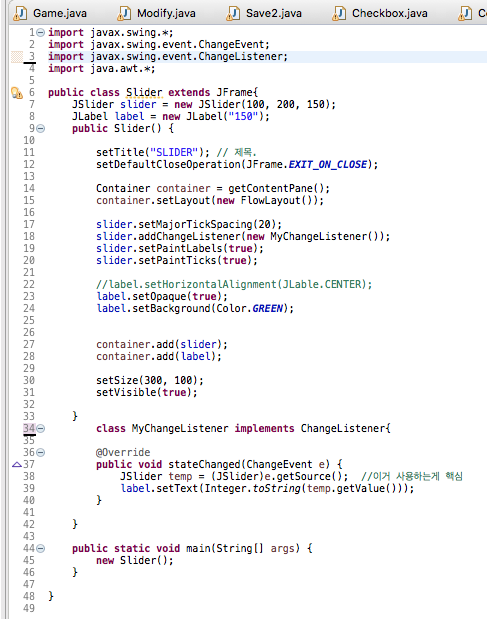 Game.java Modify.java Save2.java Checkbox.java
1 import javax.swing.*;
2 import javax.swing.event.ChangeEvent;
3 import javax.swing.event.ChangeListener;
4 import java.awt.*;
5
6 public class Slider extends JFrame{
7 JSlider slider = new JSlider(100, 200, 150);
8 JLabel label = new JLabel("150");
9 public Slider() {
10
11 setTitle("SLIDER"); // 제목.
12 setDefaultCloseOperation(JFrame.EXIT_ON_CLOSE);
13
14 Container container = getContentPane();
15 container.setLayout(new FlowLayout());
16
17 slider.setMajorTickSpacing(20);
18 slider.addChangeListener(new MyChangeListener());
19 slider.setPaintLabels(true);
20 slider.setPaintTicks(true);
21
22 //label.setHorizontalAlignment(JLable.CENTER);
23 label.setOpaque(true);
24 label.setBackground(Color.GREEN);
25
26
27 container.add(slider);
28 container.add(label);
29
30 setSize(300, 100);
31 setVisible(true);
32
33 }
34 class MyChangeListener implements ChangeListener{
35
36 @Override
37 public void stateChanged(ChangeEvent e) {
38 JSlider temp = (JSlider)e.getSource(); //이거 사용하는게 핵심
39 label.setText(Integer.toString(temp.getValue()));
40 }
41
42 }
43
44 public static void main(String[] args) {
45 new Slider();
46 }
47
48 }
49